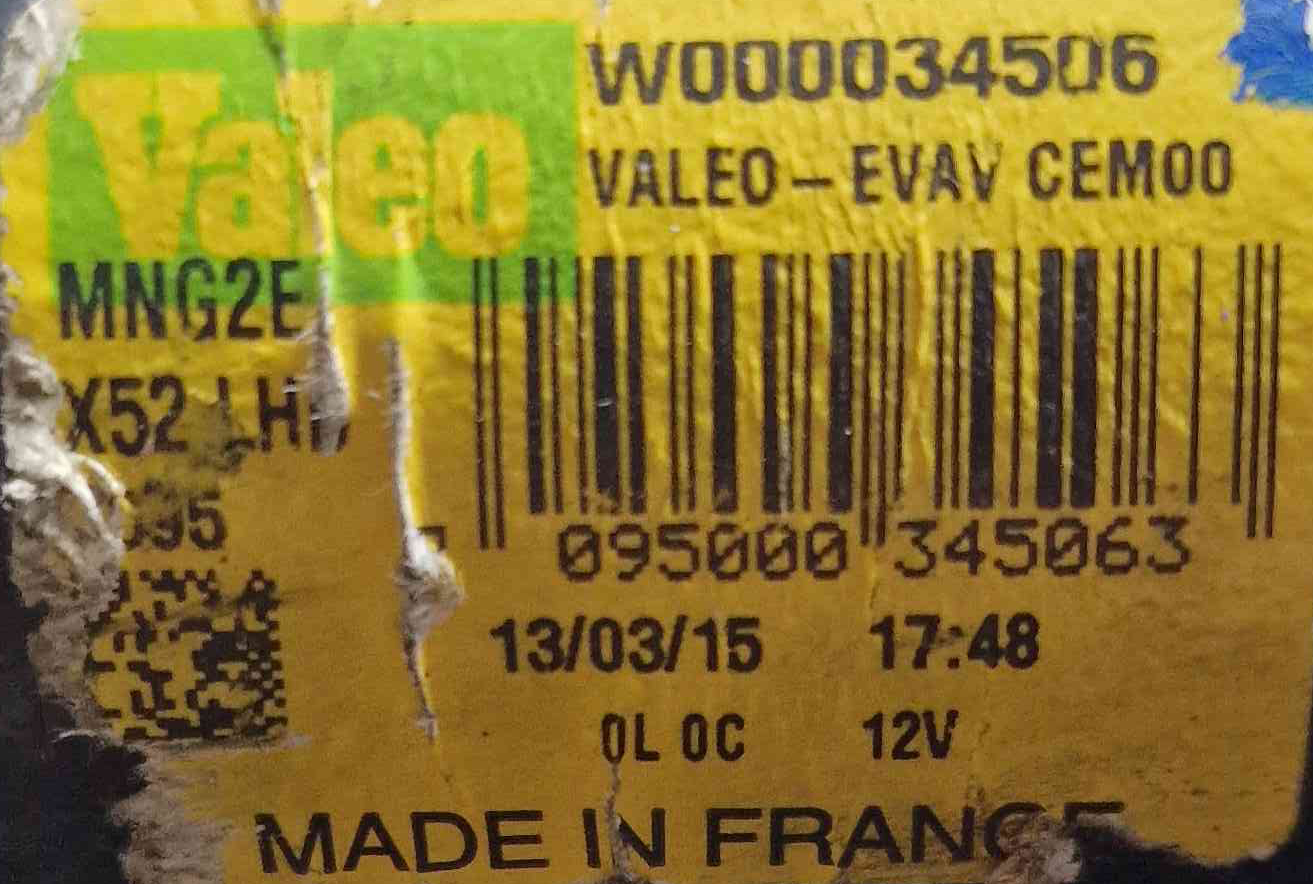 Valeo
W000034506
VALEO – EVAV CEM00
MNG2E
X52 LHD
095000 345063
13/03/15 17:48
0L 0C 12V
MADE IN FRANCE